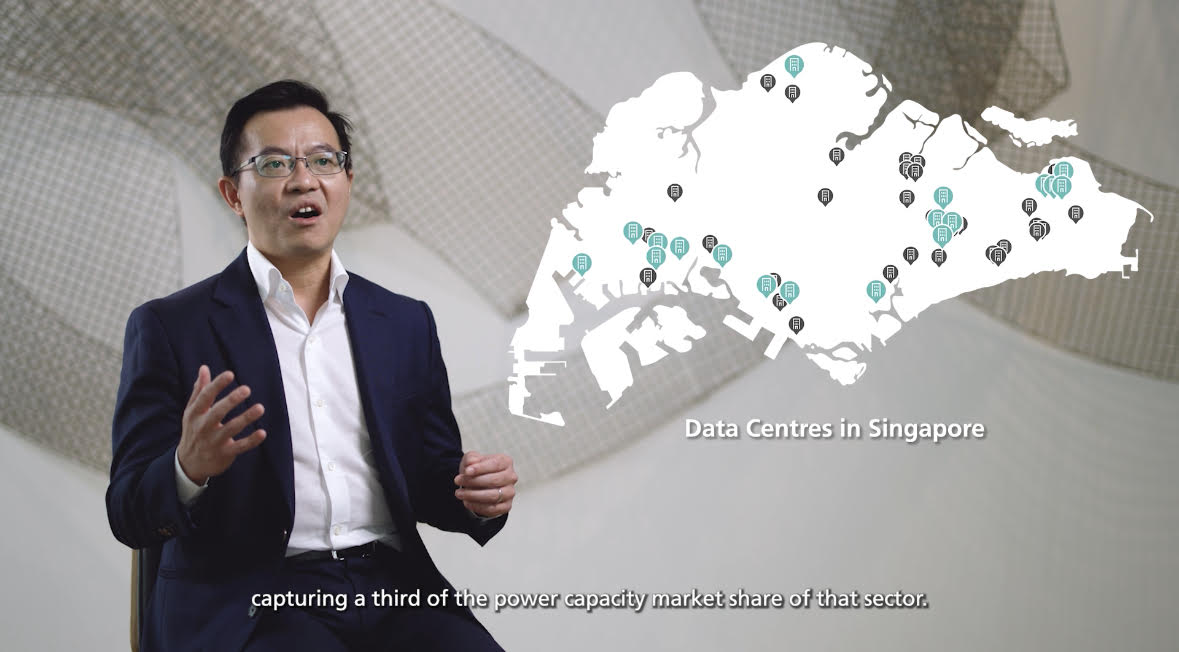 Data Centres in Singapore
capturing a third of the power capacity market share of that sector.